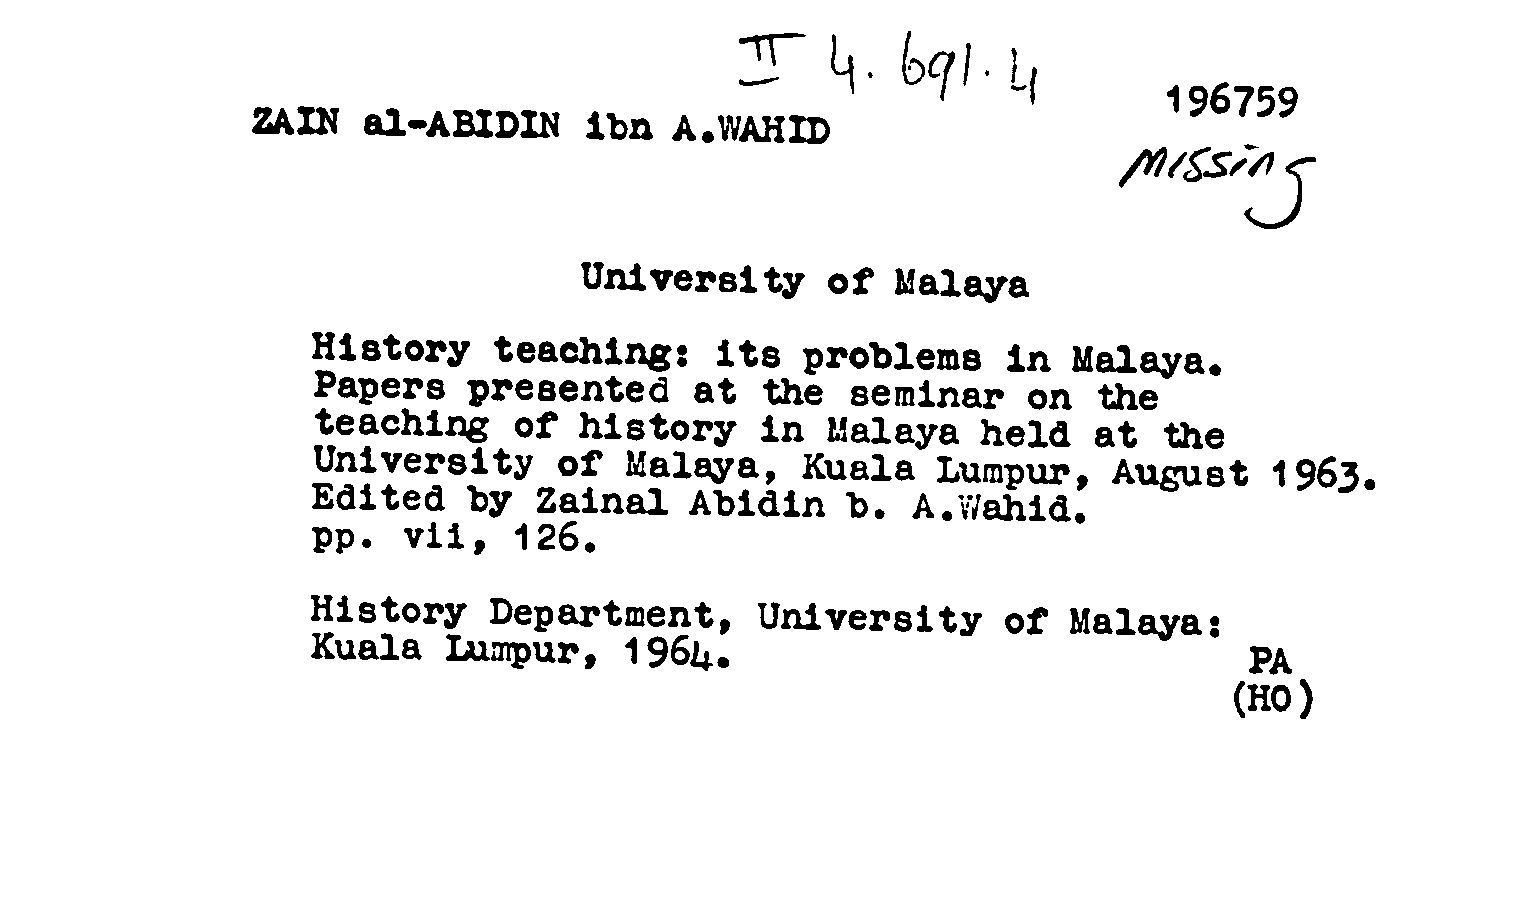 II 4.691.4
196759
ZAIN al-ABIDIN ibn A.WAHID
missing
University of Malaya
History teaching: its problems in Malaya.
Papers presented at the seminar on the
teaching of history in Malaya held at the
University of Malaya, Kuala Lumpur, August 1963.
Edited by Zainal Abidin b. A.Wahid.
pp. vii, 126.
History Department, University of Malaya:
Kuala Lumpur, 1964.
PA
(HO)